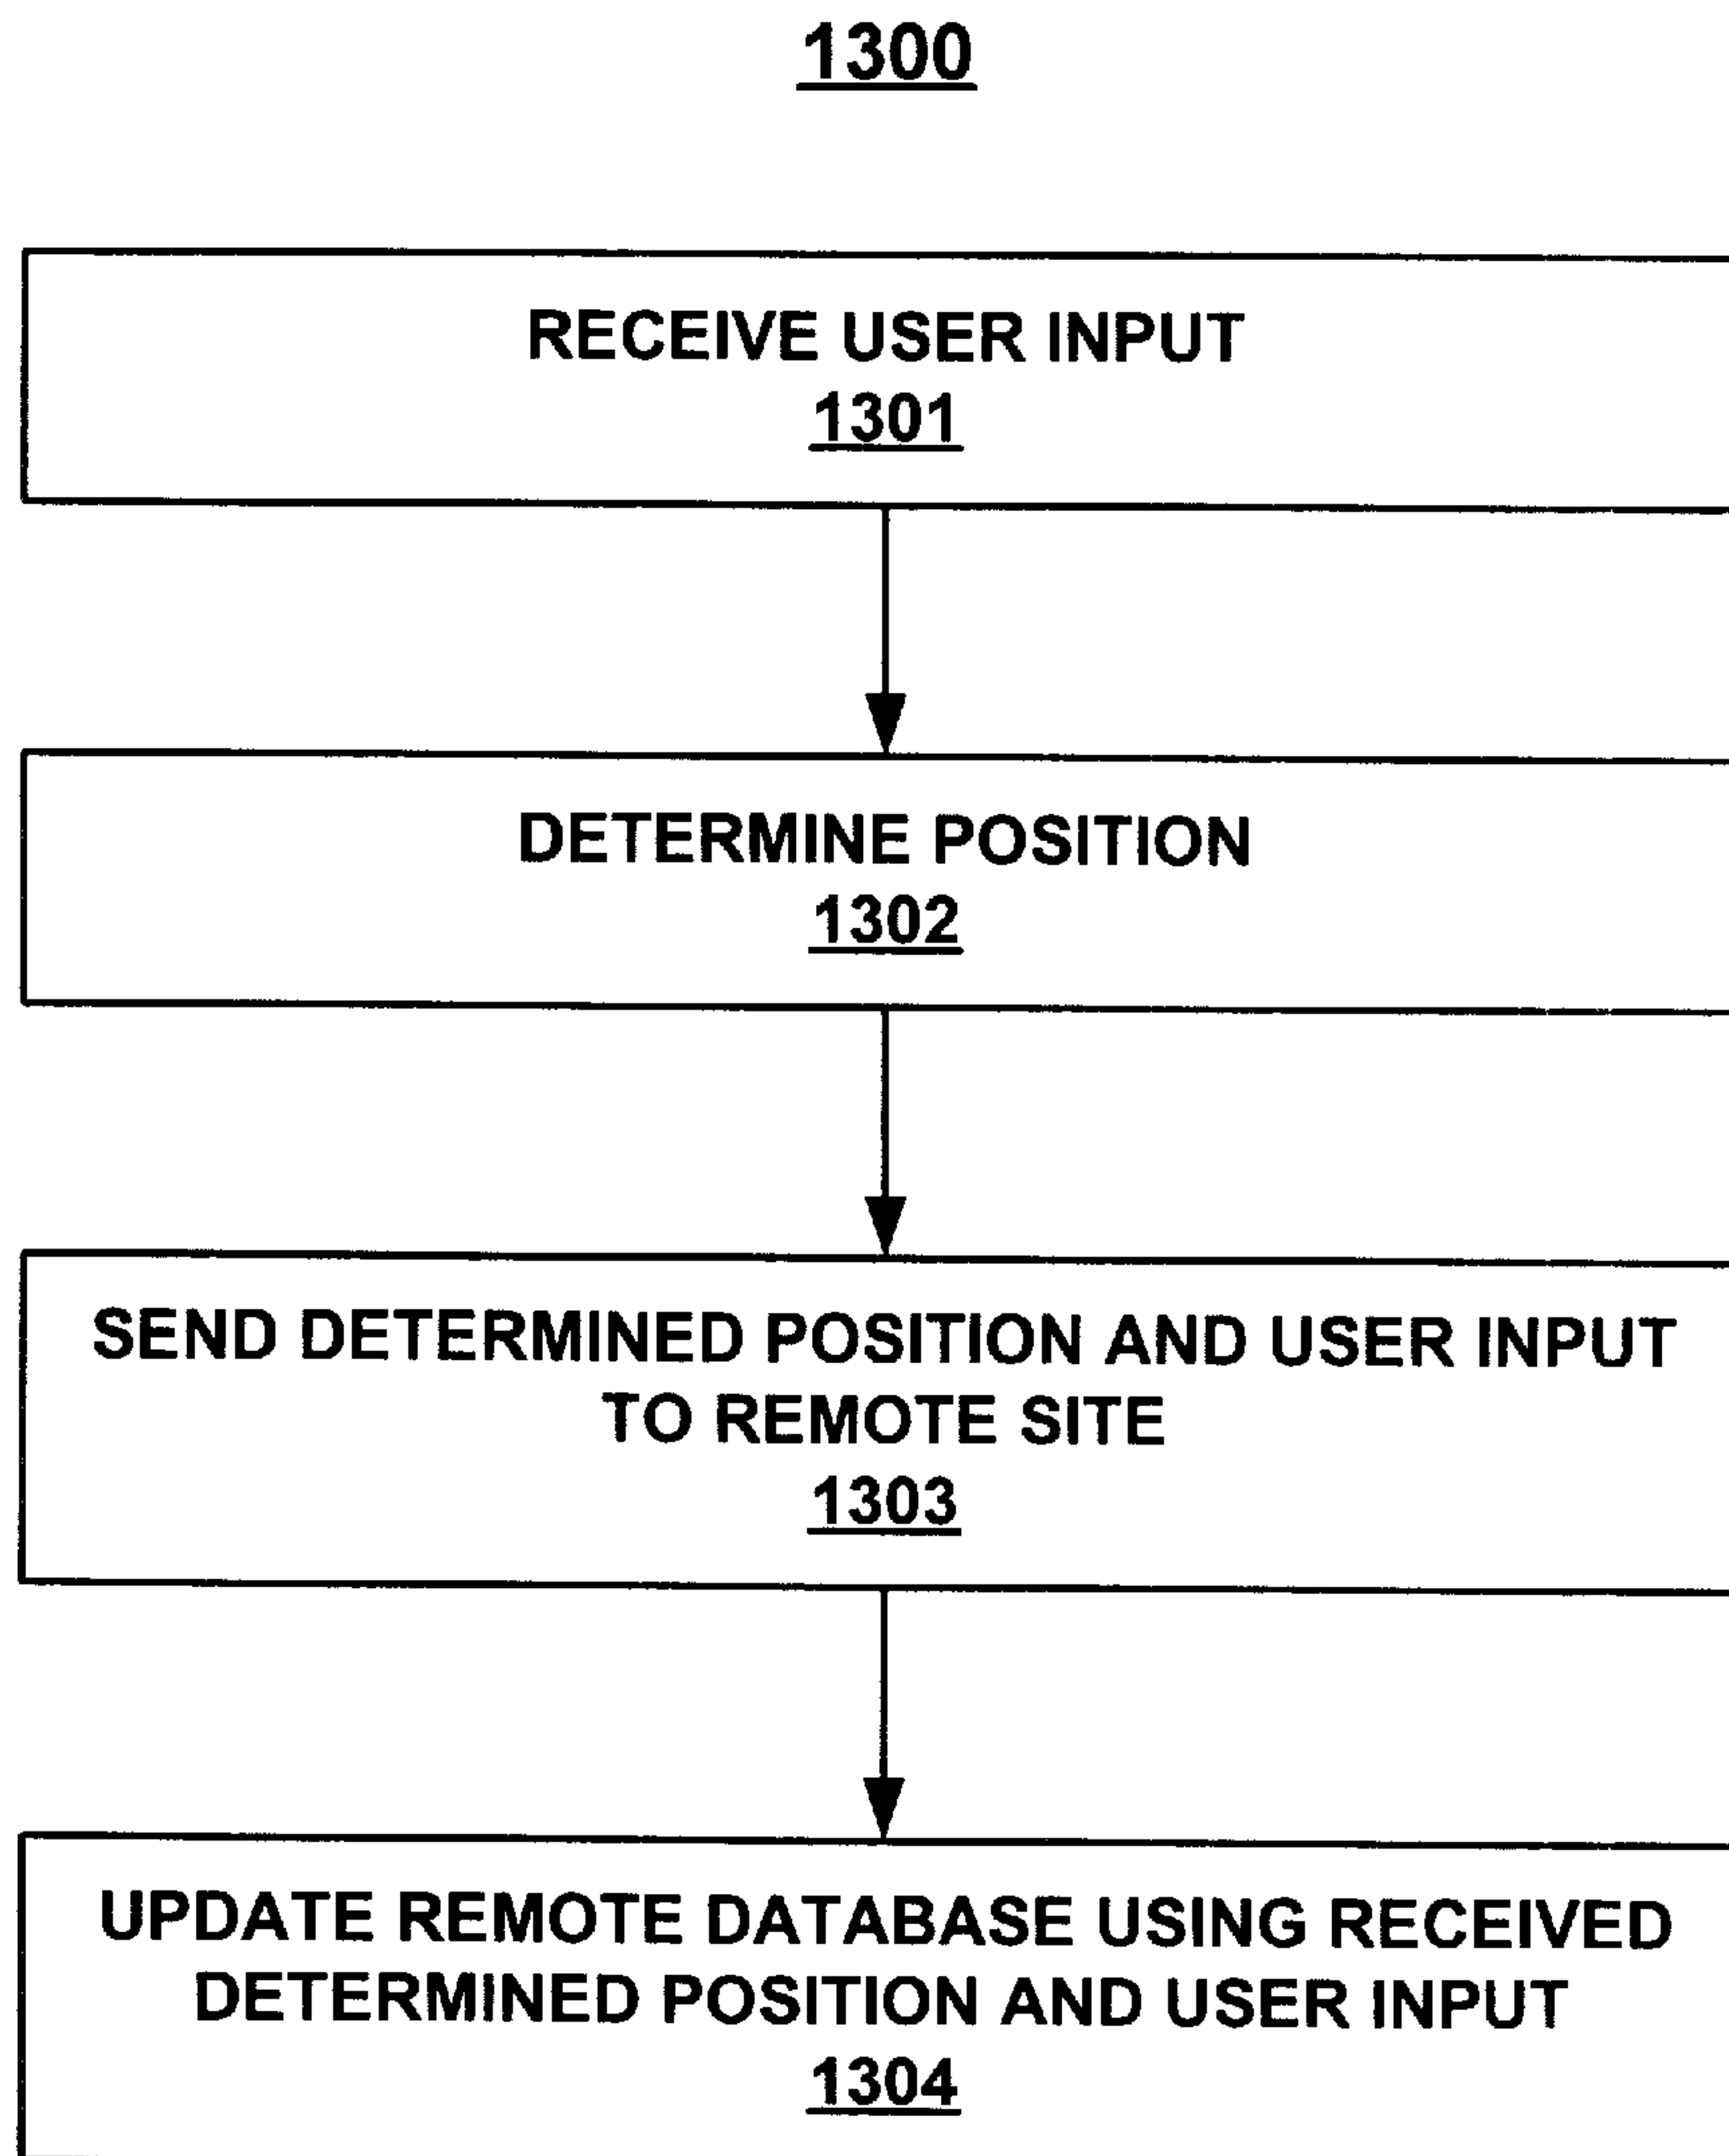 1300
RECEIVE USER INPUT
1301
DETERMINE POSITION
1302
SEND DETERMINED POSITION AND USER INPUT
TO REMOTE SITE
1303
UPDATE REMOTE DATABASE USING RECEIVED
DETERMINED POSITION AND USER INPUT
1304